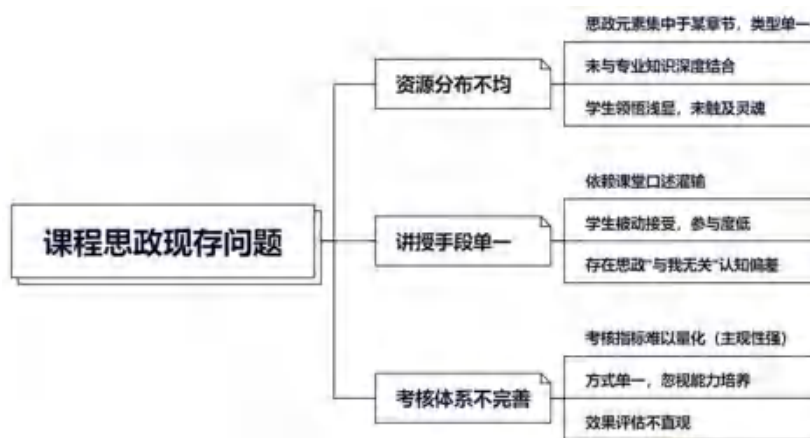 课程思政现存问题
资源分布不均
思政元素集中于某章节，类型单一
未与专业知识深度结合
学生领悟浅显，未触及灵魂
讲授手段单一
依赖课堂口述灌输
学生被动接受，参与度低
存在思政"与我无关"认知偏差
考核体系不完善
考核指标难以量化（主观性强）
方式单一，忽视能力培养
效果评估不直观